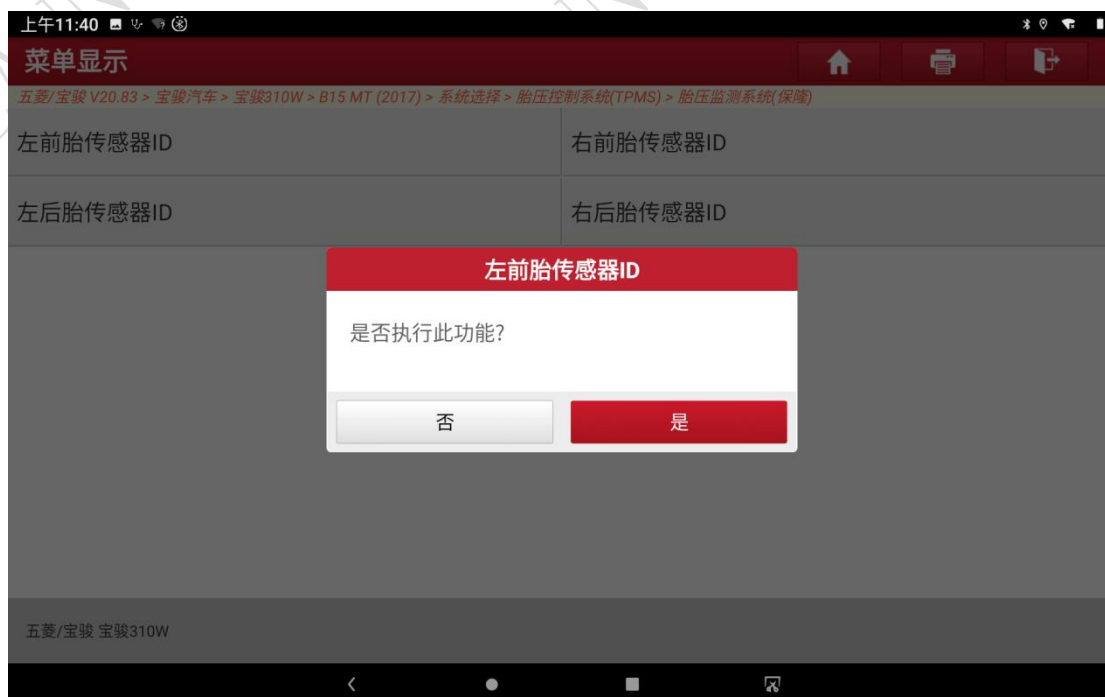 上午11:40
菜单显示
五菱/宝骏 V20.83 > 宝骏汽车 > 宝骏310W > B15 MT (2017) > 系统选择 > 胎压控制系统(TPMS) > 胎压监测系统(保隆)
左前胎传感器ID 右前胎传感器ID
左后胎传感器ID 右后胎传感器ID
左前胎传感器ID
是否执行此功能?
否 是
五菱/宝骏 宝骏310W